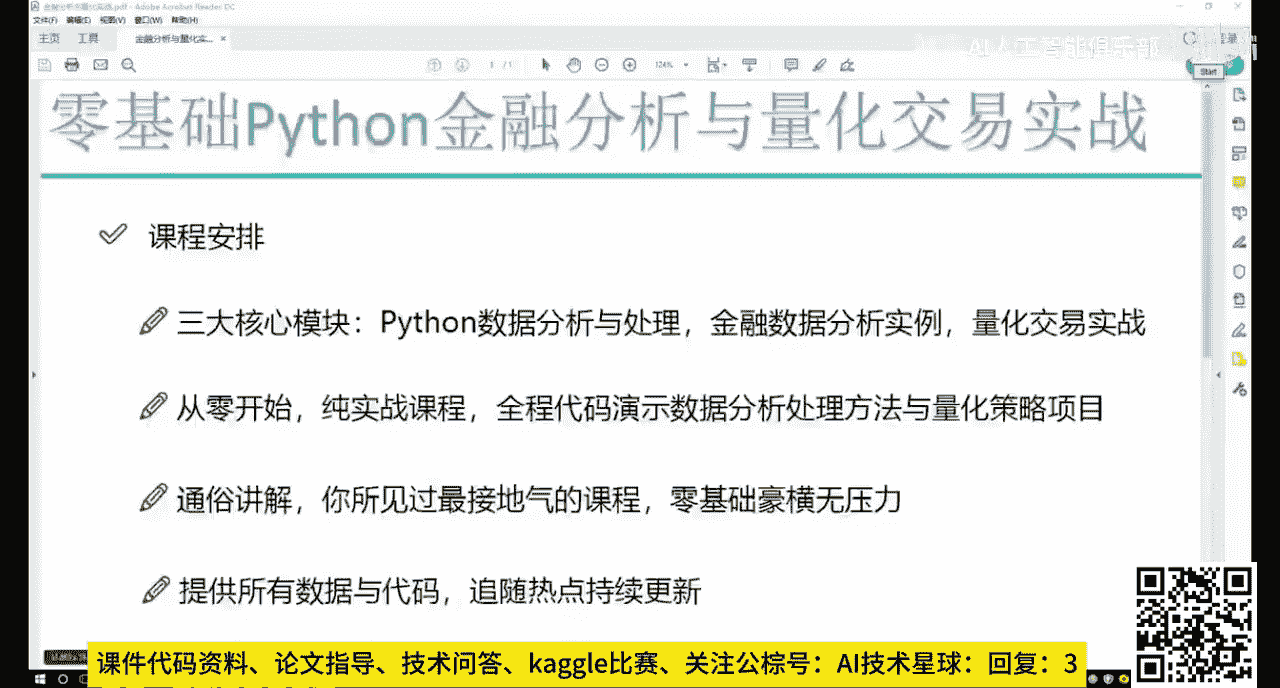 金融分析与量化实战.pdf - Adobe Acrobat Reader DC
文件(F) 编辑(E) 视图(V) 窗口(W) 帮助(H)
主页 工具 金融分析与量化实... ×
AI人工智能俱乐部
登录
1 / 1 124%
Start
零基础Python金融分析与量化交易实战
课程安排
三大核心模块：Python数据分析与处理，金融数据分析实例，量化交易实战
从零开始，纯实战课程，全程代码演示数据分析处理方法与量化策略项目
通俗讲解，你所见过最接地气的课程，零基础豪横无压力
提供所有数据与代码，追随热点持续更新
课件代码资料、论文指导、技术问答、kaggle比赛、关注公棕号：AI技术星球：回复：3